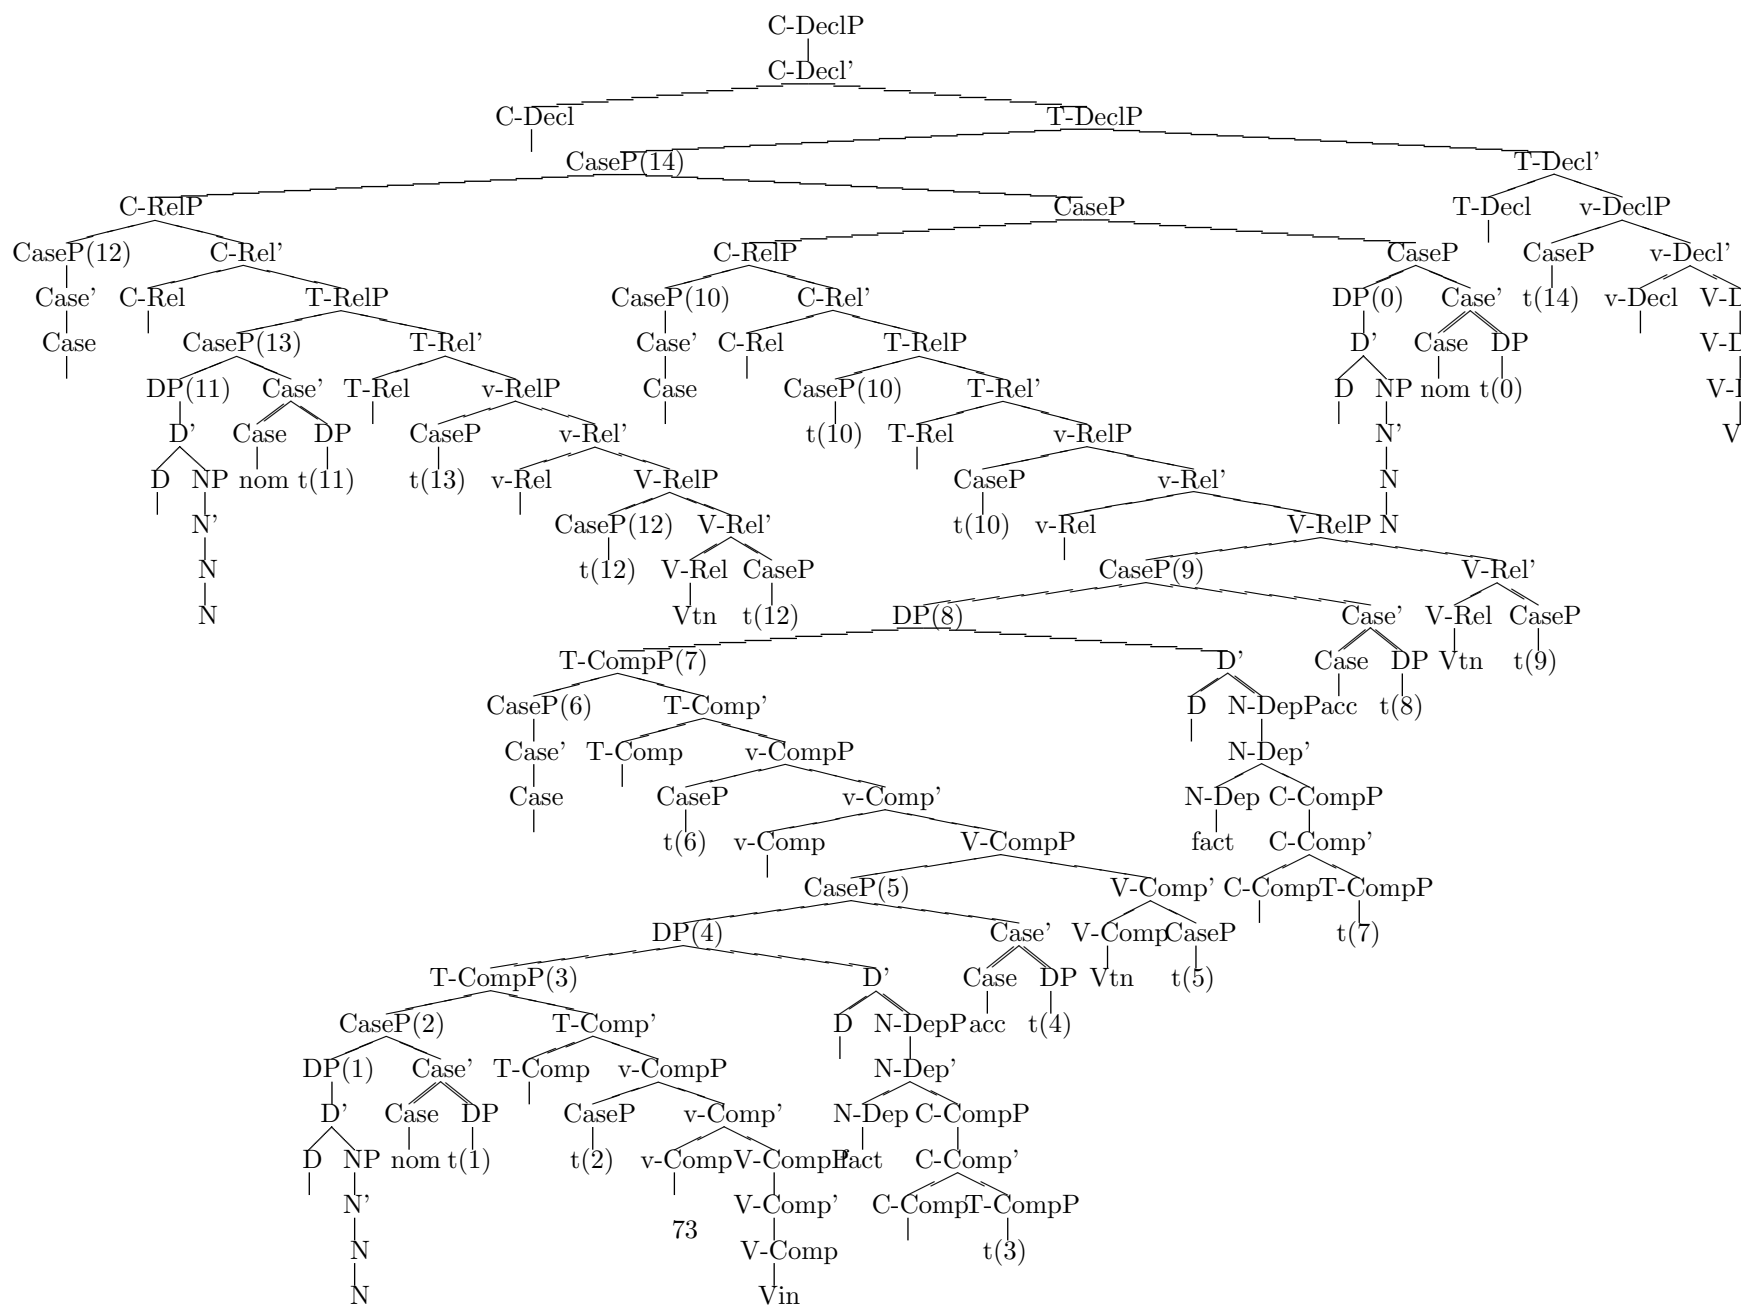 C-DeclP
C-Decl'
C-Decl T-DeclP
CaseP(14) T-Decl'
C-RelP CaseP T-Decl v-DeclP
CaseP(12) C-Rel' C-RelP CaseP CaseP v-Decl'
Case' C-Rel T-RelP CaseP(10) C-Rel' DP(0) Case' t(14) v-Decl
Case CaseP(13) T-Rel' Case' C-Rel T-RelP D' Case DP
DP(11) Case' T-Rel v-RelP Case CaseP(10) T-Rel' D NP nom t(0)
D' Case DP CaseP v-Rel' t(10) T-Rel v-RelP N' V
D NP nom t(11) t(13) v-Rel V-RelP CaseP v-Rel' N
N' CaseP(12) V-Rel' t(10) v-Rel V-RelP N
N t(12) V-Rel CaseP CaseP(9) V-Rel'
N Vtn t(12) DP(8) Case' V-Rel CaseP
T-CompP(7) D' Case DP Vtn t(9)
CaseP(6) T-Comp' D N-DepP acc t(8)
Case' T-Comp v-CompP N-Dep'
Case CaseP v-Comp' N-Dep C-CompP
t(6) v-Comp V-CompP fact C-Comp'
CaseP(5) V-Comp' C-Comp T-CompP
DP(4) Case' V-Comp CaseP t(7)
T-CompP(3) D' Case DP Vtn t(5)
CaseP(2) T-Comp' D N-DepP acc t(4)
DP(1) Case' T-Comp v-CompP N-Dep'
D' Case DP CaseP v-Comp' N-Dep C-CompP
D NP nom t(1) t(2) v-Comp V-CompP fact C-Comp'
N' V-Comp' C-Comp T-CompP
73
N V-Comp t(3)
N Vin